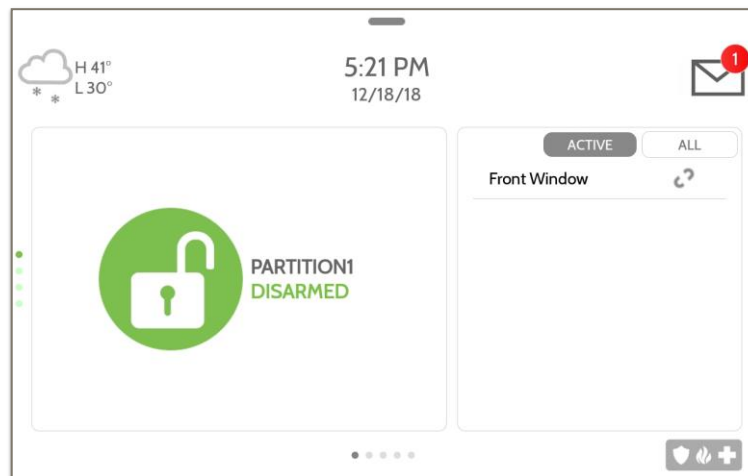 H 41°
L 30°
5:21 PM
12/18/18
1
PARTITION1
DISARMED
ACTIVE
ALL
Front Window